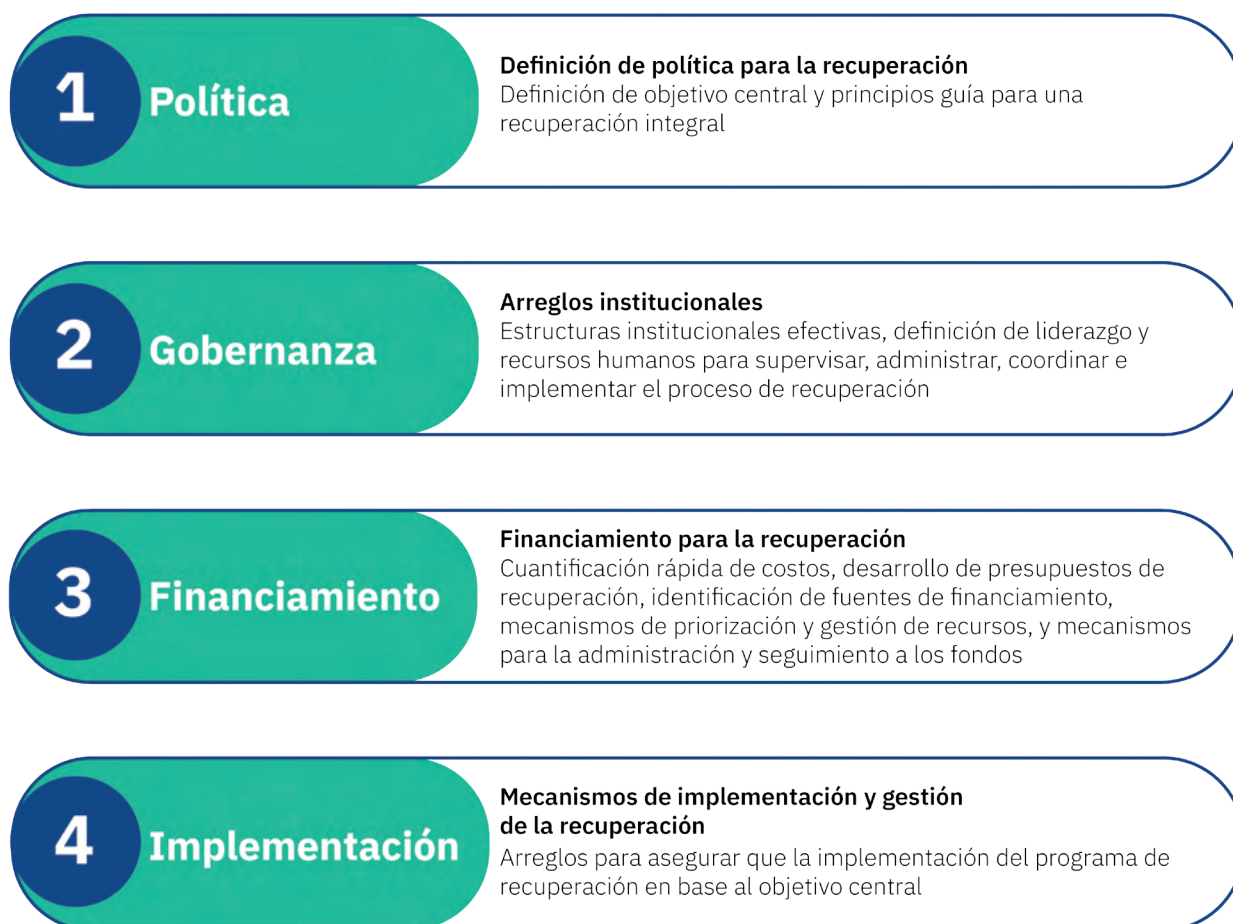 1
Política
Definición de política para la recuperación
Definición de objetivo central y principios guía para una
recuperación integral
2
Gobernanza
Arreglos institucionales
Estructuras institucionales efectivas, definición de liderazgo y
recursos humanos para supervisar, administrar, coordinar e
implementar el proceso de recuperación
3
Financiamiento
Financiamiento para la recuperación
Cuantificación rápida de costos, desarrollo de presupuestos de
recuperación, identificación de fuentes de financiamiento,
mecanismos de priorización y gestión de recursos, y mecanismos
para la administración y seguimiento a los fondos
4
Implementación
Mecanismos de implementación y gestión
de la recuperación
Arreglos para asegurar que la implementación del programa de
recuperación en base al objetivo central